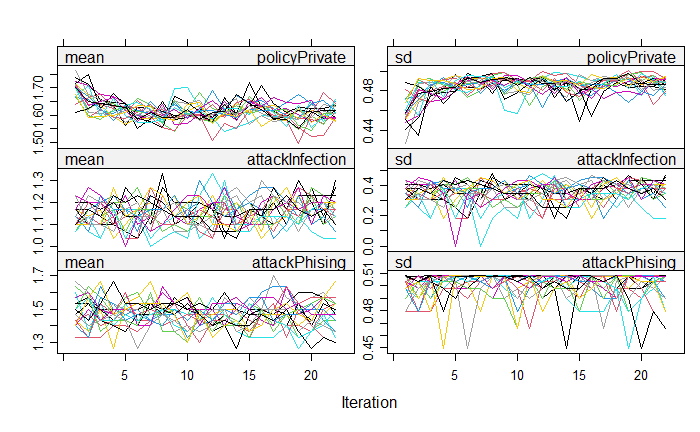 mean policyPrivate
sd policyPrivate
1.50 1.60 1.70
0.44 0.48
mean attackInfection
sd attackInfection
1.0 1.1 1.2 1.3
0.0 0.2 0.4
mean attackPhising
sd attackPhising
1.3 1.5 1.7
0.45 0.48 0.51
5 10 15 20
5 10 15 20
Iteration